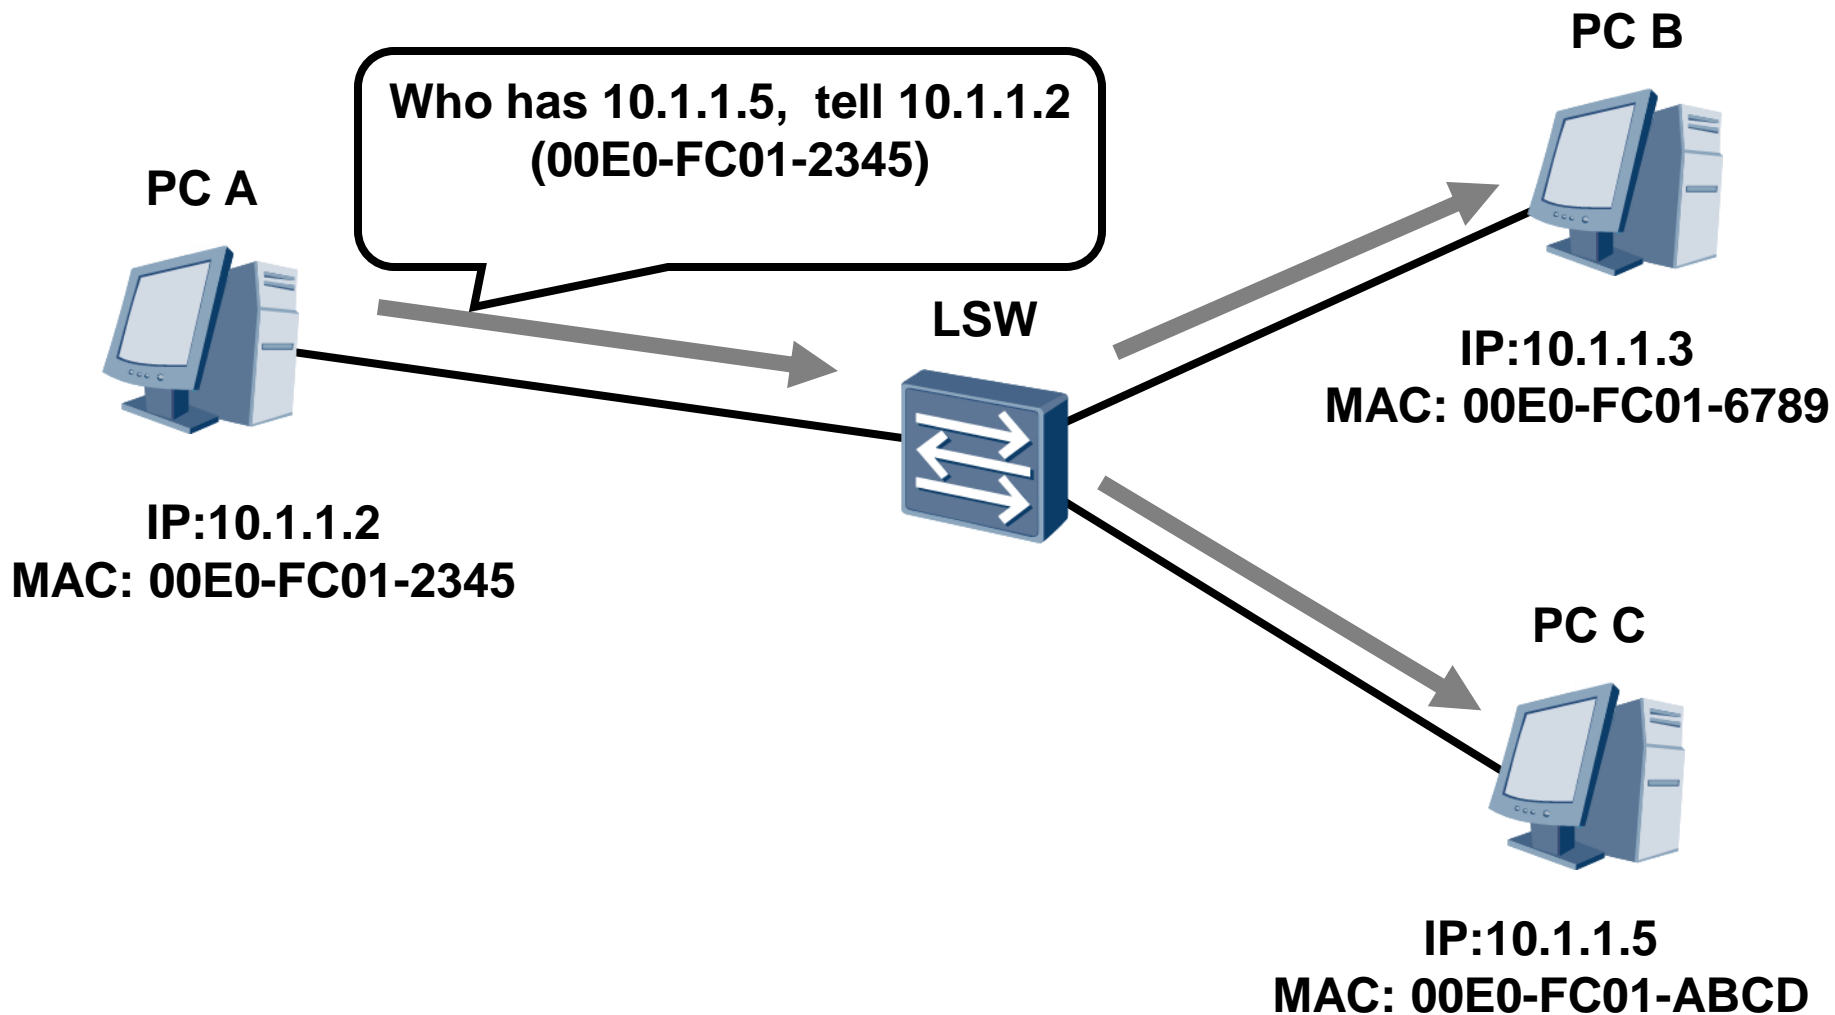 PC B
Who has 10.1.1.5, tell 10.1.1.2
(00E0-FC01-2345)
PC A
LSW
IP:10.1.1.3
MAC: 00E0-FC01-6789
IP:10.1.1.2
MAC: 00E0-FC01-2345
PC C
IP:10.1.1.5
MAC: 00E0-FC01-ABCD